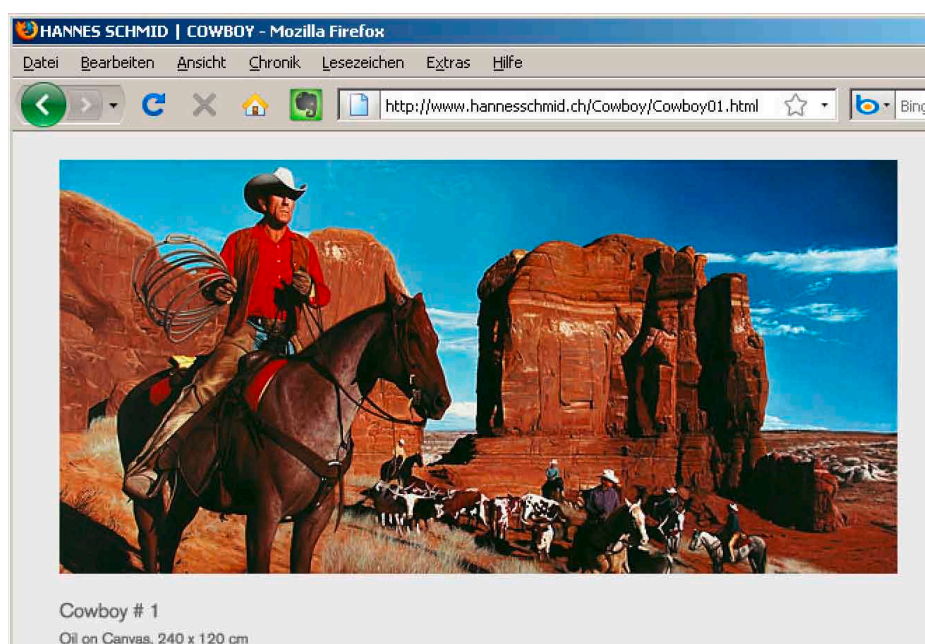 HANNES SCHMID | COWBOY - Mozilla Firefox
Datei Bearbeiten Ansicht Chronik Lesezeichen Extras Hilfe
http://www.hannesschmid.ch/Cowboy/Cowboy01.html Bing
Cowboy # 1
Oil on Canvas, 240 x 120 cm